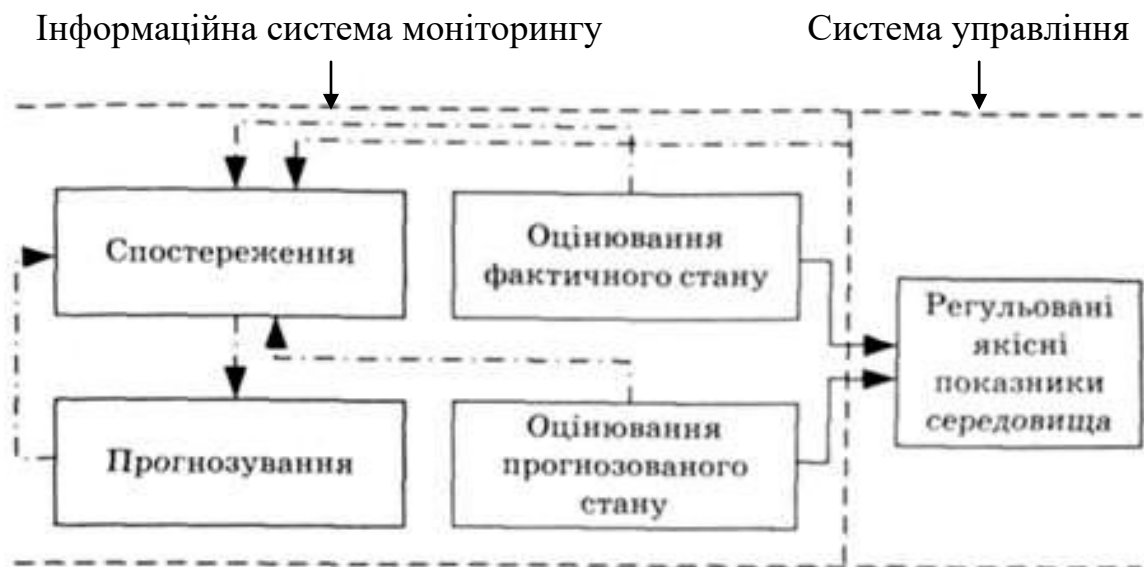 Інформаційна система моніторингу
Система управління
Спостереження
Оцінювання
фактичного стану
Прогнозування
Оцінювання
прогнозованого
стану
Регульовані
якісні
показники
середовища